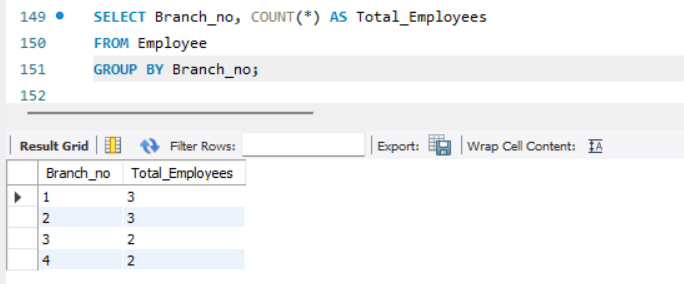 149 SELECT Branch_no, COUNT(*) AS Total_Employees
150 FROM Employee
151 GROUP BY Branch_no;
152
Result Grid Filter Rows: Export: Wrap Cell Content: IA
Branch_no Total_Employees
1 3
2 3
3 2
4 2